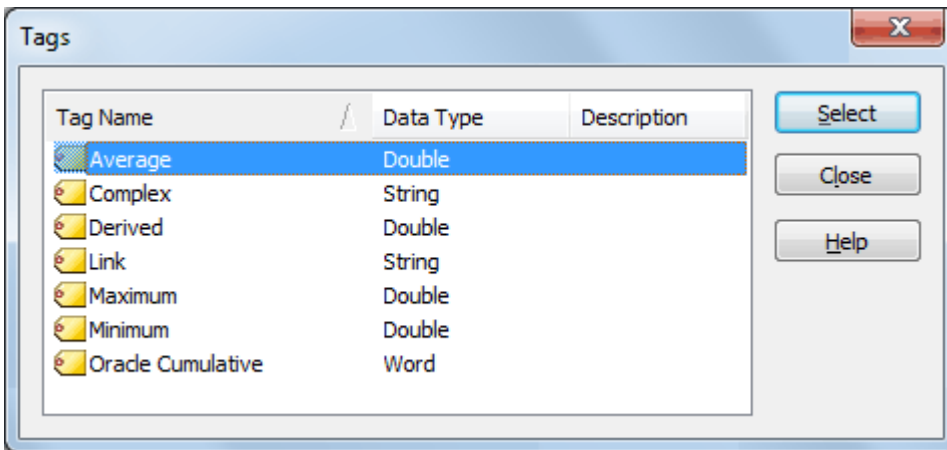 Tags
Tag Name Data Type Description
Average Double
Complex String
Derived Double
Link String
Maximum Double
Minimum Double
Oracle Cumulative Word
Select
Close
Help